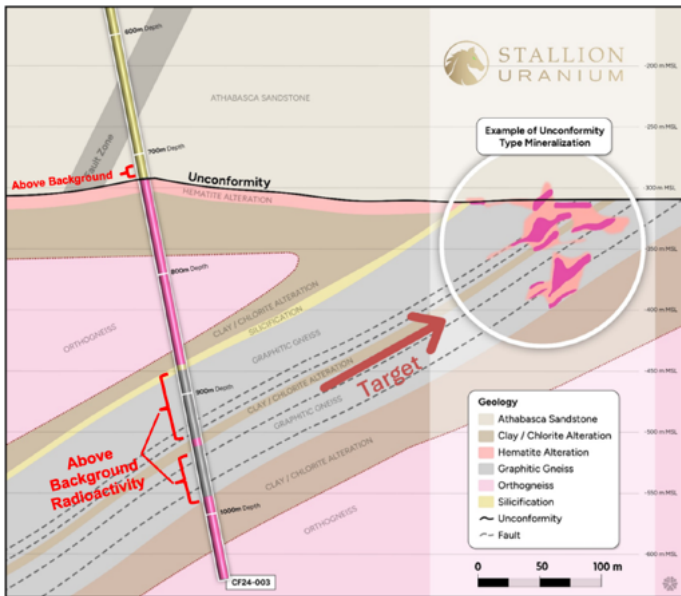 600m Depth
STALLION
URANIUM
-200 m MSL
ATHABASCA SANDSTONE
Example of Unconformity
Type Mineralization
-250 m MSL
Fault Zone
700m Depth
Above Background
Unconformity
HEMATITE ALTERATION
-300 m MSL
-350 m MSL
800m Depth
ORTHOGNEISS
CLAY / CHLORITE ALTERATION
SILICIFICATION
GRAPHITIC GNEISS
-400 m MSL
Target
900m Depth
CLAY / CHLORITE ALTERATION
GRAPHITIC GNEISS
-450 m MSL
Above
Background
Radioactivity
CLAY / CHLORITE ALTERATION
-500 m MSL
1000m Depth
ORTHOGNEISS
-550 m MSL
CF24-003
-600 m MSL
Geology
Athabasca Sandstone
Clay / Chlorite Alteration
Hematite Alteration
Graphitic Gneiss
Orthogneiss
Silicification
Unconformity
Fault
0 50 100 m